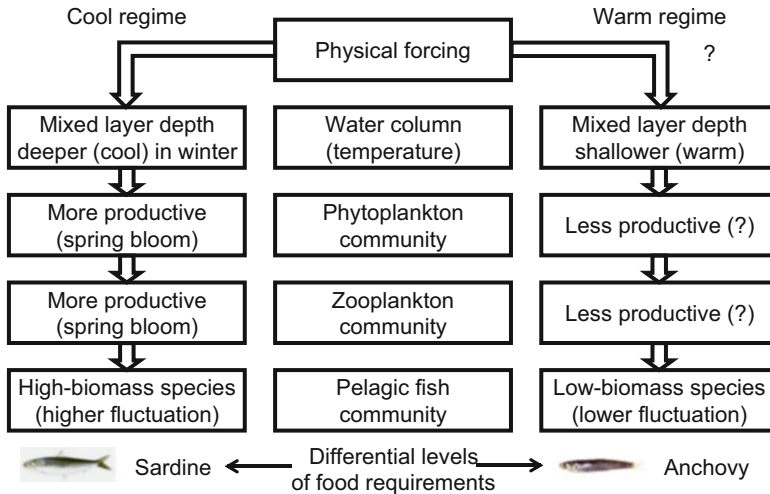 Cool regime
Warm regime
Physical forcing
?
Mixed layer depth
deeper (cool) in winter
Water column
(temperature)
Mixed layer depth
shallower (warm)
More productive
(spring bloom)
Phytoplankton
community
Less productive (?)
More productive
(spring bloom)
Zooplankton
community
Less productive (?)
High-biomass species
(higher fluctuation)
Pelagic fish
community
Low-biomass species
(lower fluctuation)
Sardine
Differential levels
of food requirements
Anchovy